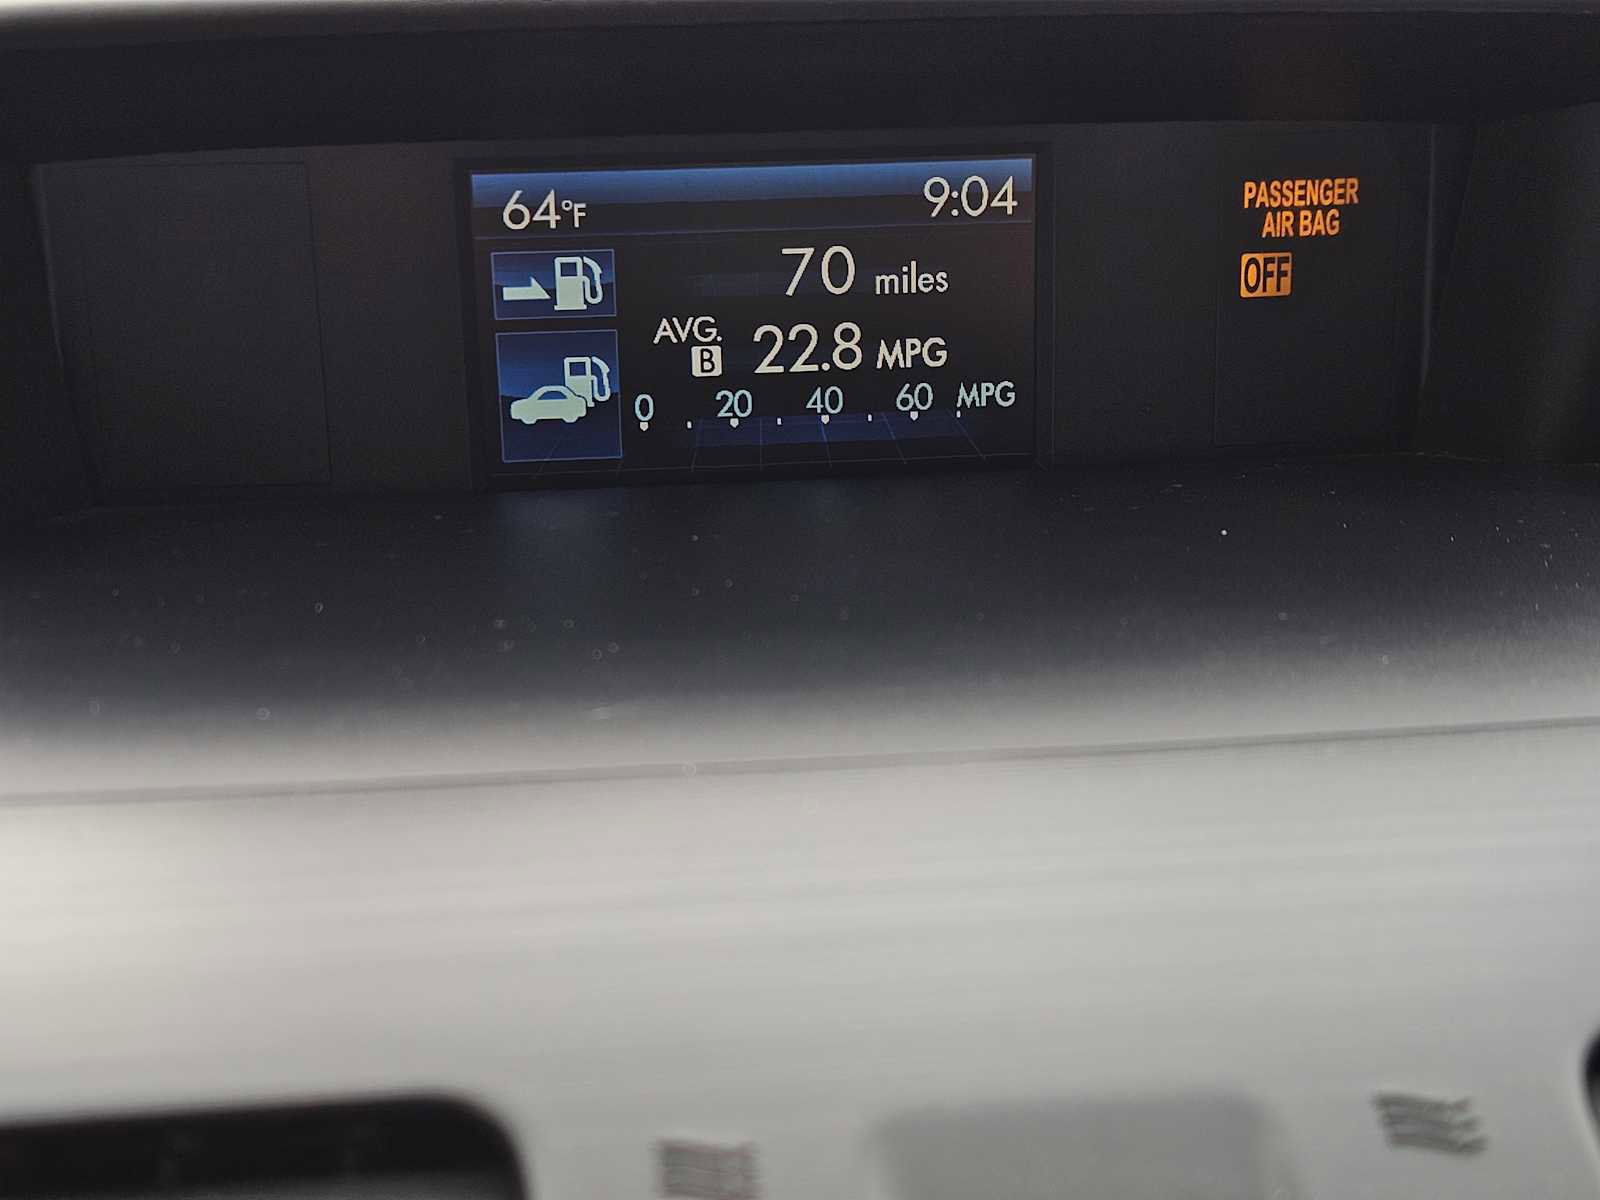 64°F 9:04
70 miles
AVG. B 22.8 MPG
0 20 40 60 MPG
PASSENGER
AIR BAG
OFF